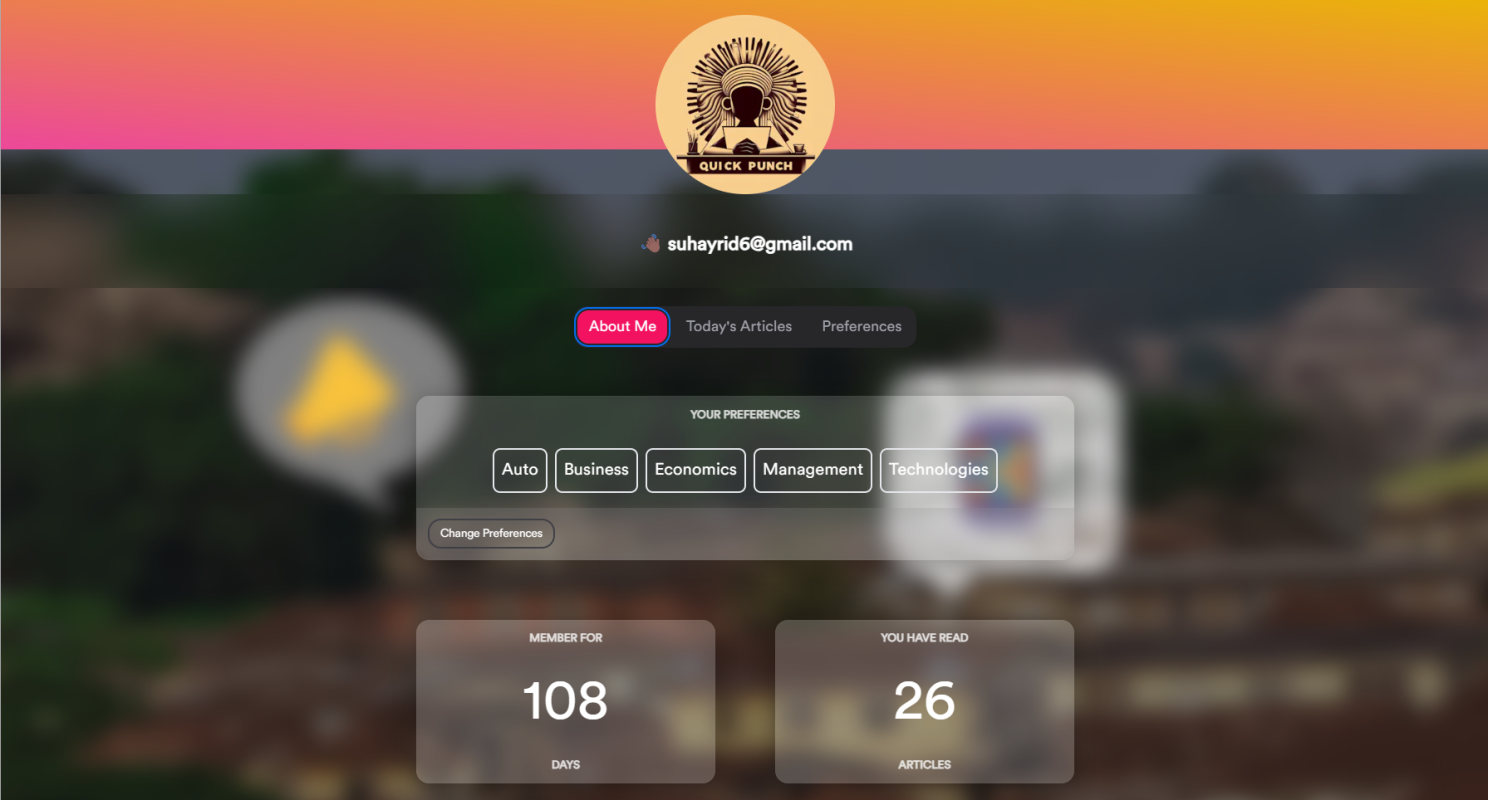 QUICK PUNCH
suhayrid6@gmail.com
About Me Today's Articles Preferences
YOUR PREFERENCES
Auto Business Economics Management Technologies
Change Preferences
MEMBER FOR
108
DAYS
YOU HAVE READ
26
ARTICLES